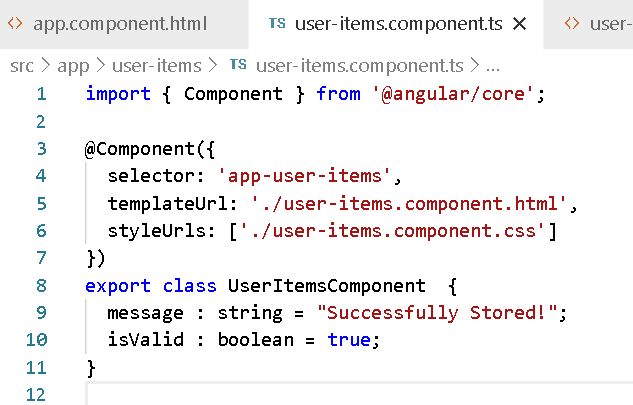 <> app.component.html TS user-items.component.ts × <> user-
src > app > user-items > TS user-items.component.ts > ...
1 import { Component } from '@angular/core';
2
3 @Component({
4 selector: 'app-user-items',
5 templateUrl: './user-items.component.html',
6 styleUrls: ['./user-items.component.css']
7 })
8 export class UserItemsComponent {
9 message : string = "Successfully Stored!";
10 isValid : boolean = true;
11 }
12